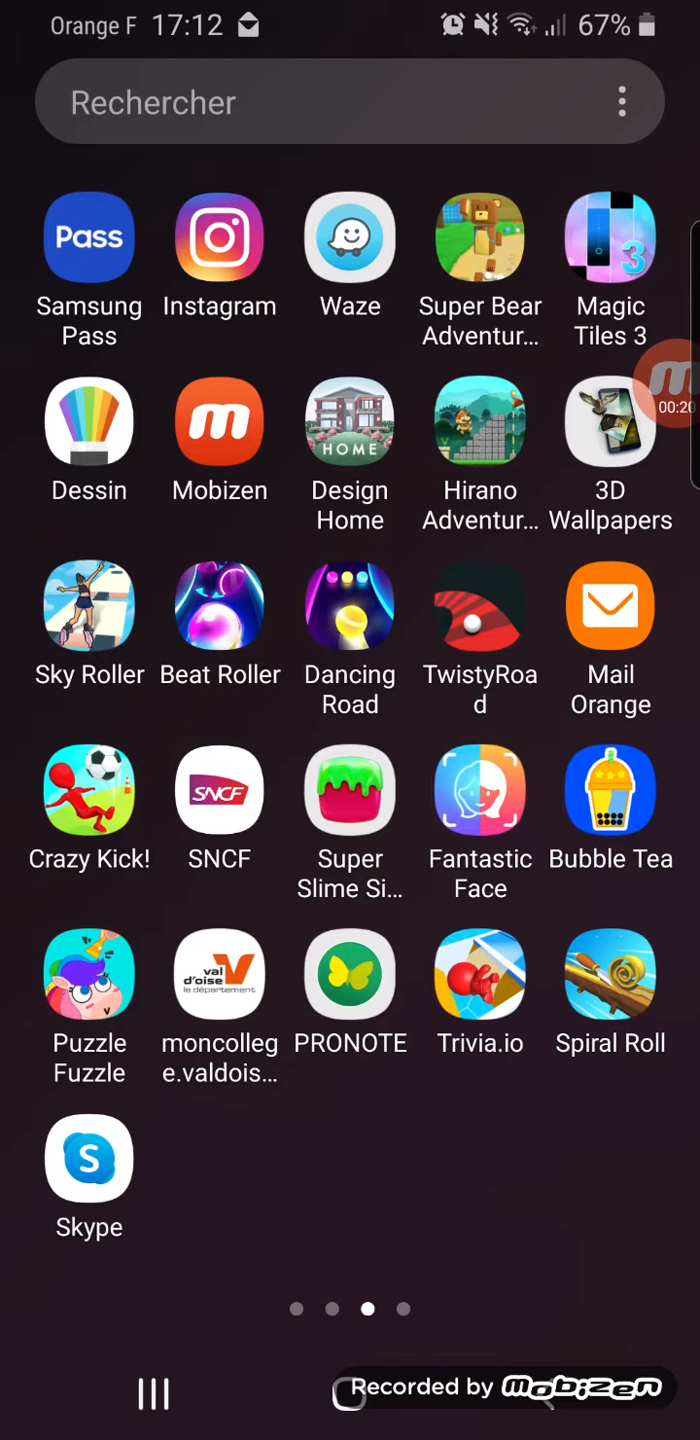 Orange F 17:12 67%
Rechercher
Pass
3
Samsung Pass
Instagram
Waze
Super Bear Adventur...
Magic Tiles 3
00:20
HOME
Dessin
Mobizen
Design Home
Hirano Adventur...
3D Wallpapers
Sky Roller
Beat Roller
Dancing Road
TwistyRoad
Mail Orange
SNCF
Crazy Kick!
SNCF
Super Slime Si...
Fantastic Face
Bubble Tea
val d'oise
le département
Puzzle Fuzzle
moncollege.valdois...
PRONOTE
Trivia.io
Spiral Roll
S
Skype
Recorded by mobizen